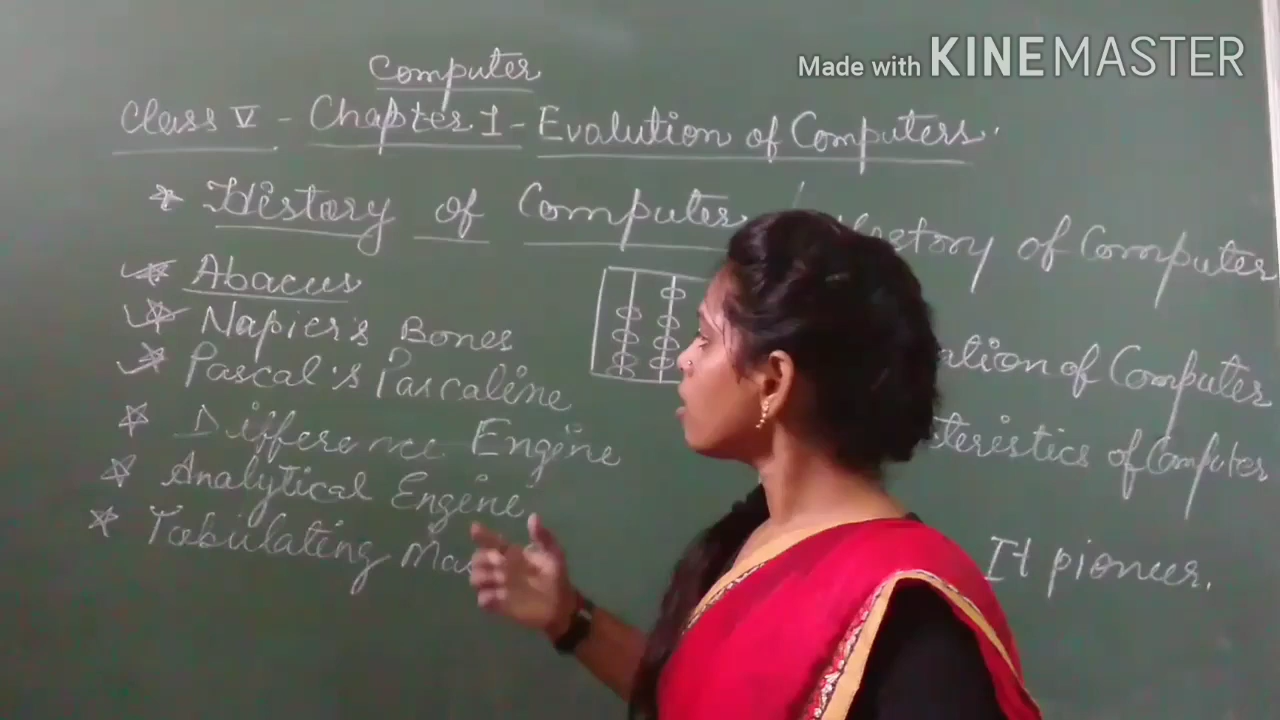 Made with KINEMASTER
Computer
Class V - Chapter 1 - Evalution of Computers.
* History of Computer /
History of Computer
* Abacus
* Napier's Bones
* Pascal's Pascaline
of Computer
* Difference Engine
of Computer
* Analytical Engine
* Tabulating
IT pioneer.